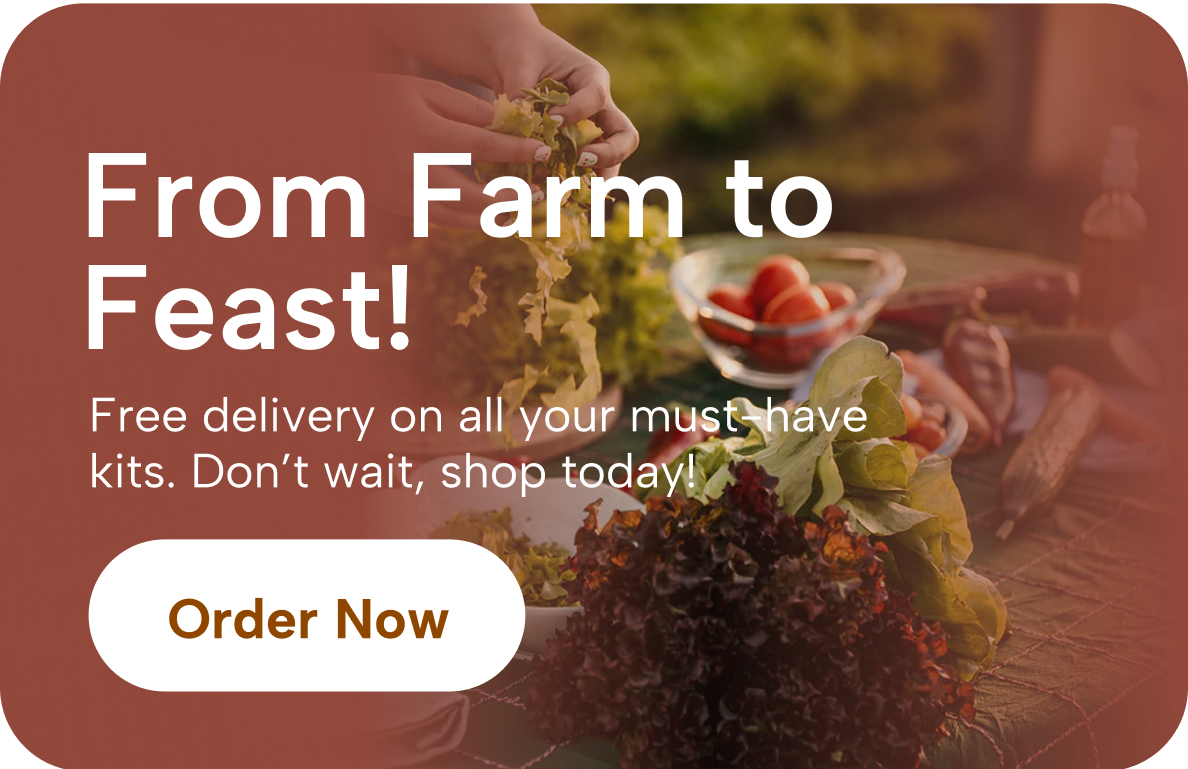 From Farm to
Feast!
Free delivery on all your must-have
kits. Don’t wait, shop today!
Order Now